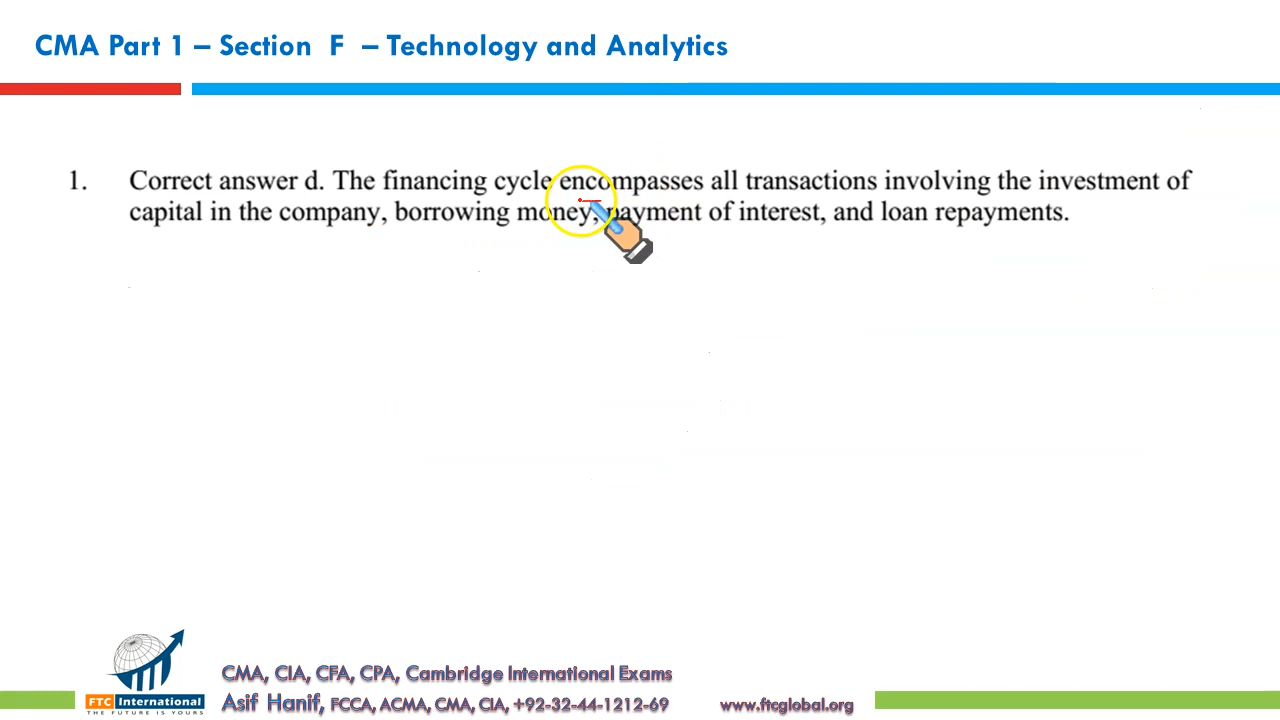 CMA Part 1 – Section F – Technology and Analytics
1. Correct answer d. The financing cycle encompasses all transactions involving the investment of
capital in the company, borrowing money, payment of interest, and loan repayments.
FTC International
THE FUTURE IS YOURS
CMA, CIA, CFA, CPA, Cambridge International Exams
Asif Hanif, FCCA, ACMA, CMA, CIA, +92-32-44-1212-69 www.ftcglobal.org